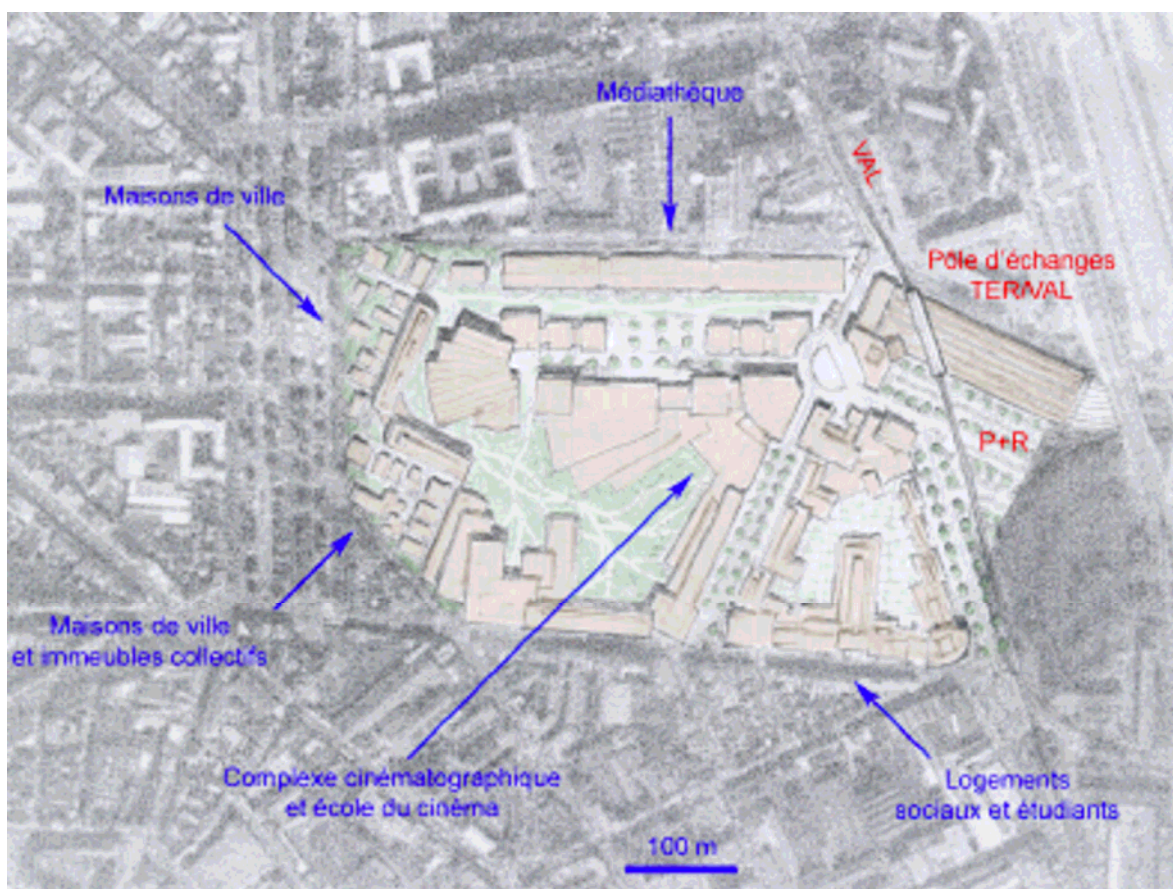 Médiathèque
VAL
Maisons de ville
Pôle d'échanges
TER/VAL
P+R
Maisons de ville
et immeubles collectifs
Complexe cinématographique
et école du cinéma
Logements
sociaux et étudiants
100 m